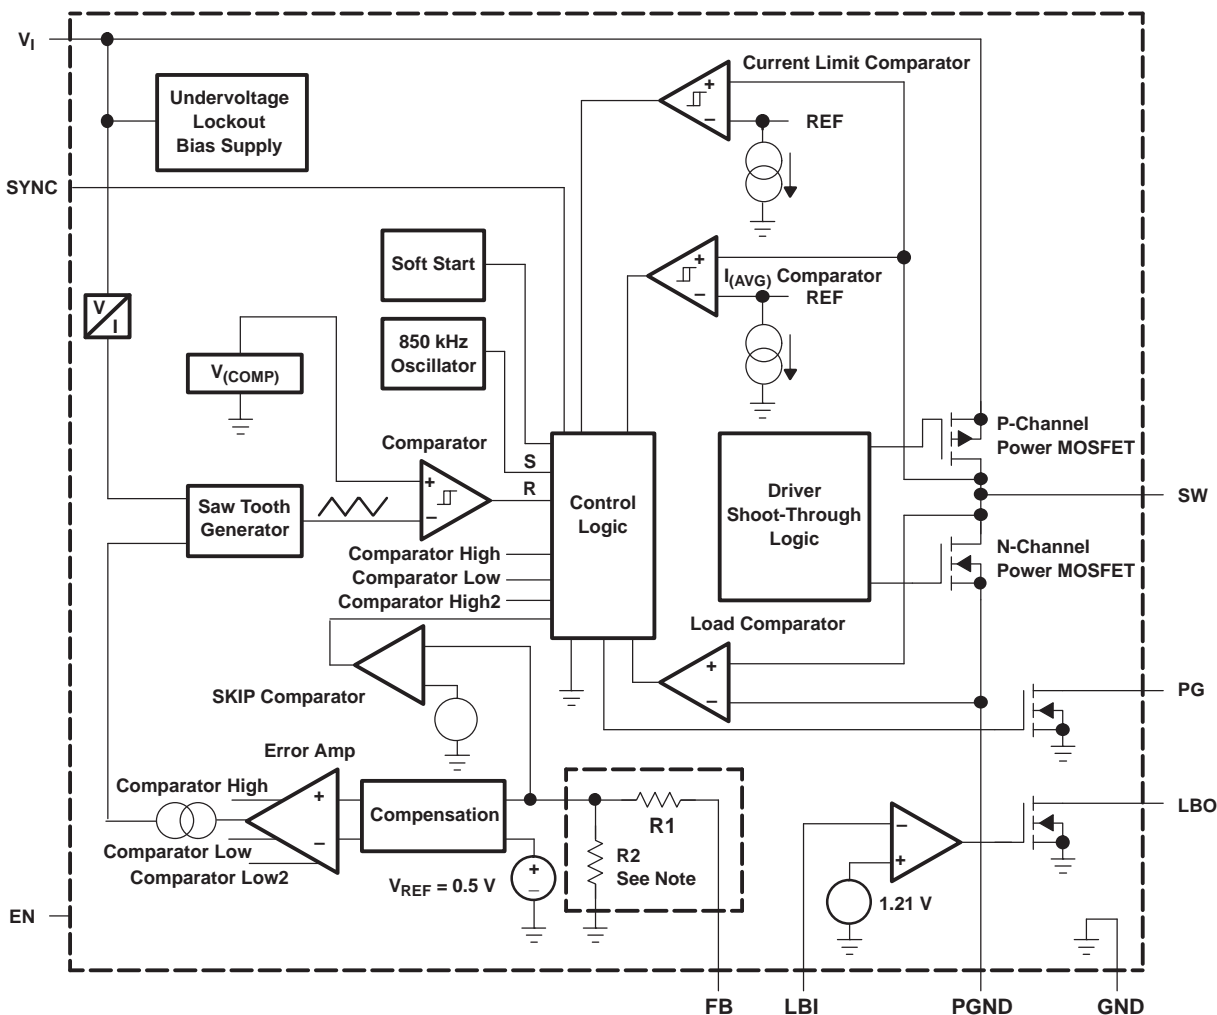 VI
Undervoltage
Lockout
Bias Supply
Current Limit Comparator
+
−
REF
SYNC
Soft Start
+
−
I(AVG) Comparator
REF
V
I
850 kHz
Oscillator
V(COMP)
P-Channel
Power MOSFET
Comparator
+
−
S
R
Control
Logic
Driver
Shoot-Through
Logic
SW
Saw Tooth
Generator
N-Channel
Power MOSFET
Comparator High
Comparator Low
Comparator High2
Load Comparator
+
−
SKIP Comparator
PG
Error Amp
Comparator High
+
−
Compensation
R1
LBO
Comparator Low
Comparator Low2
VREF = 0.5 V
+
−
R2
See Note
−
+
1.21 V
EN
FB
LBI
PGND
GND